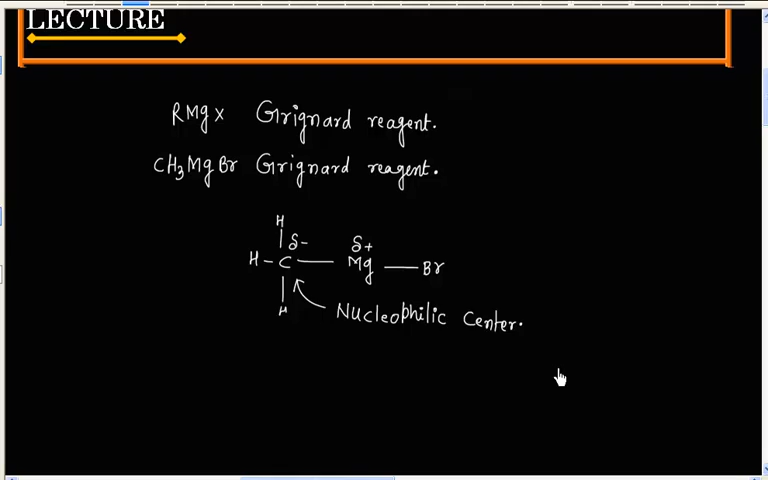 LECTURE
RMgX Grignard reagent.
CH3MgBr Grignard reagent.
H
δ- δ+
H-C—Mg—Br
H
Nucleophilic Center.